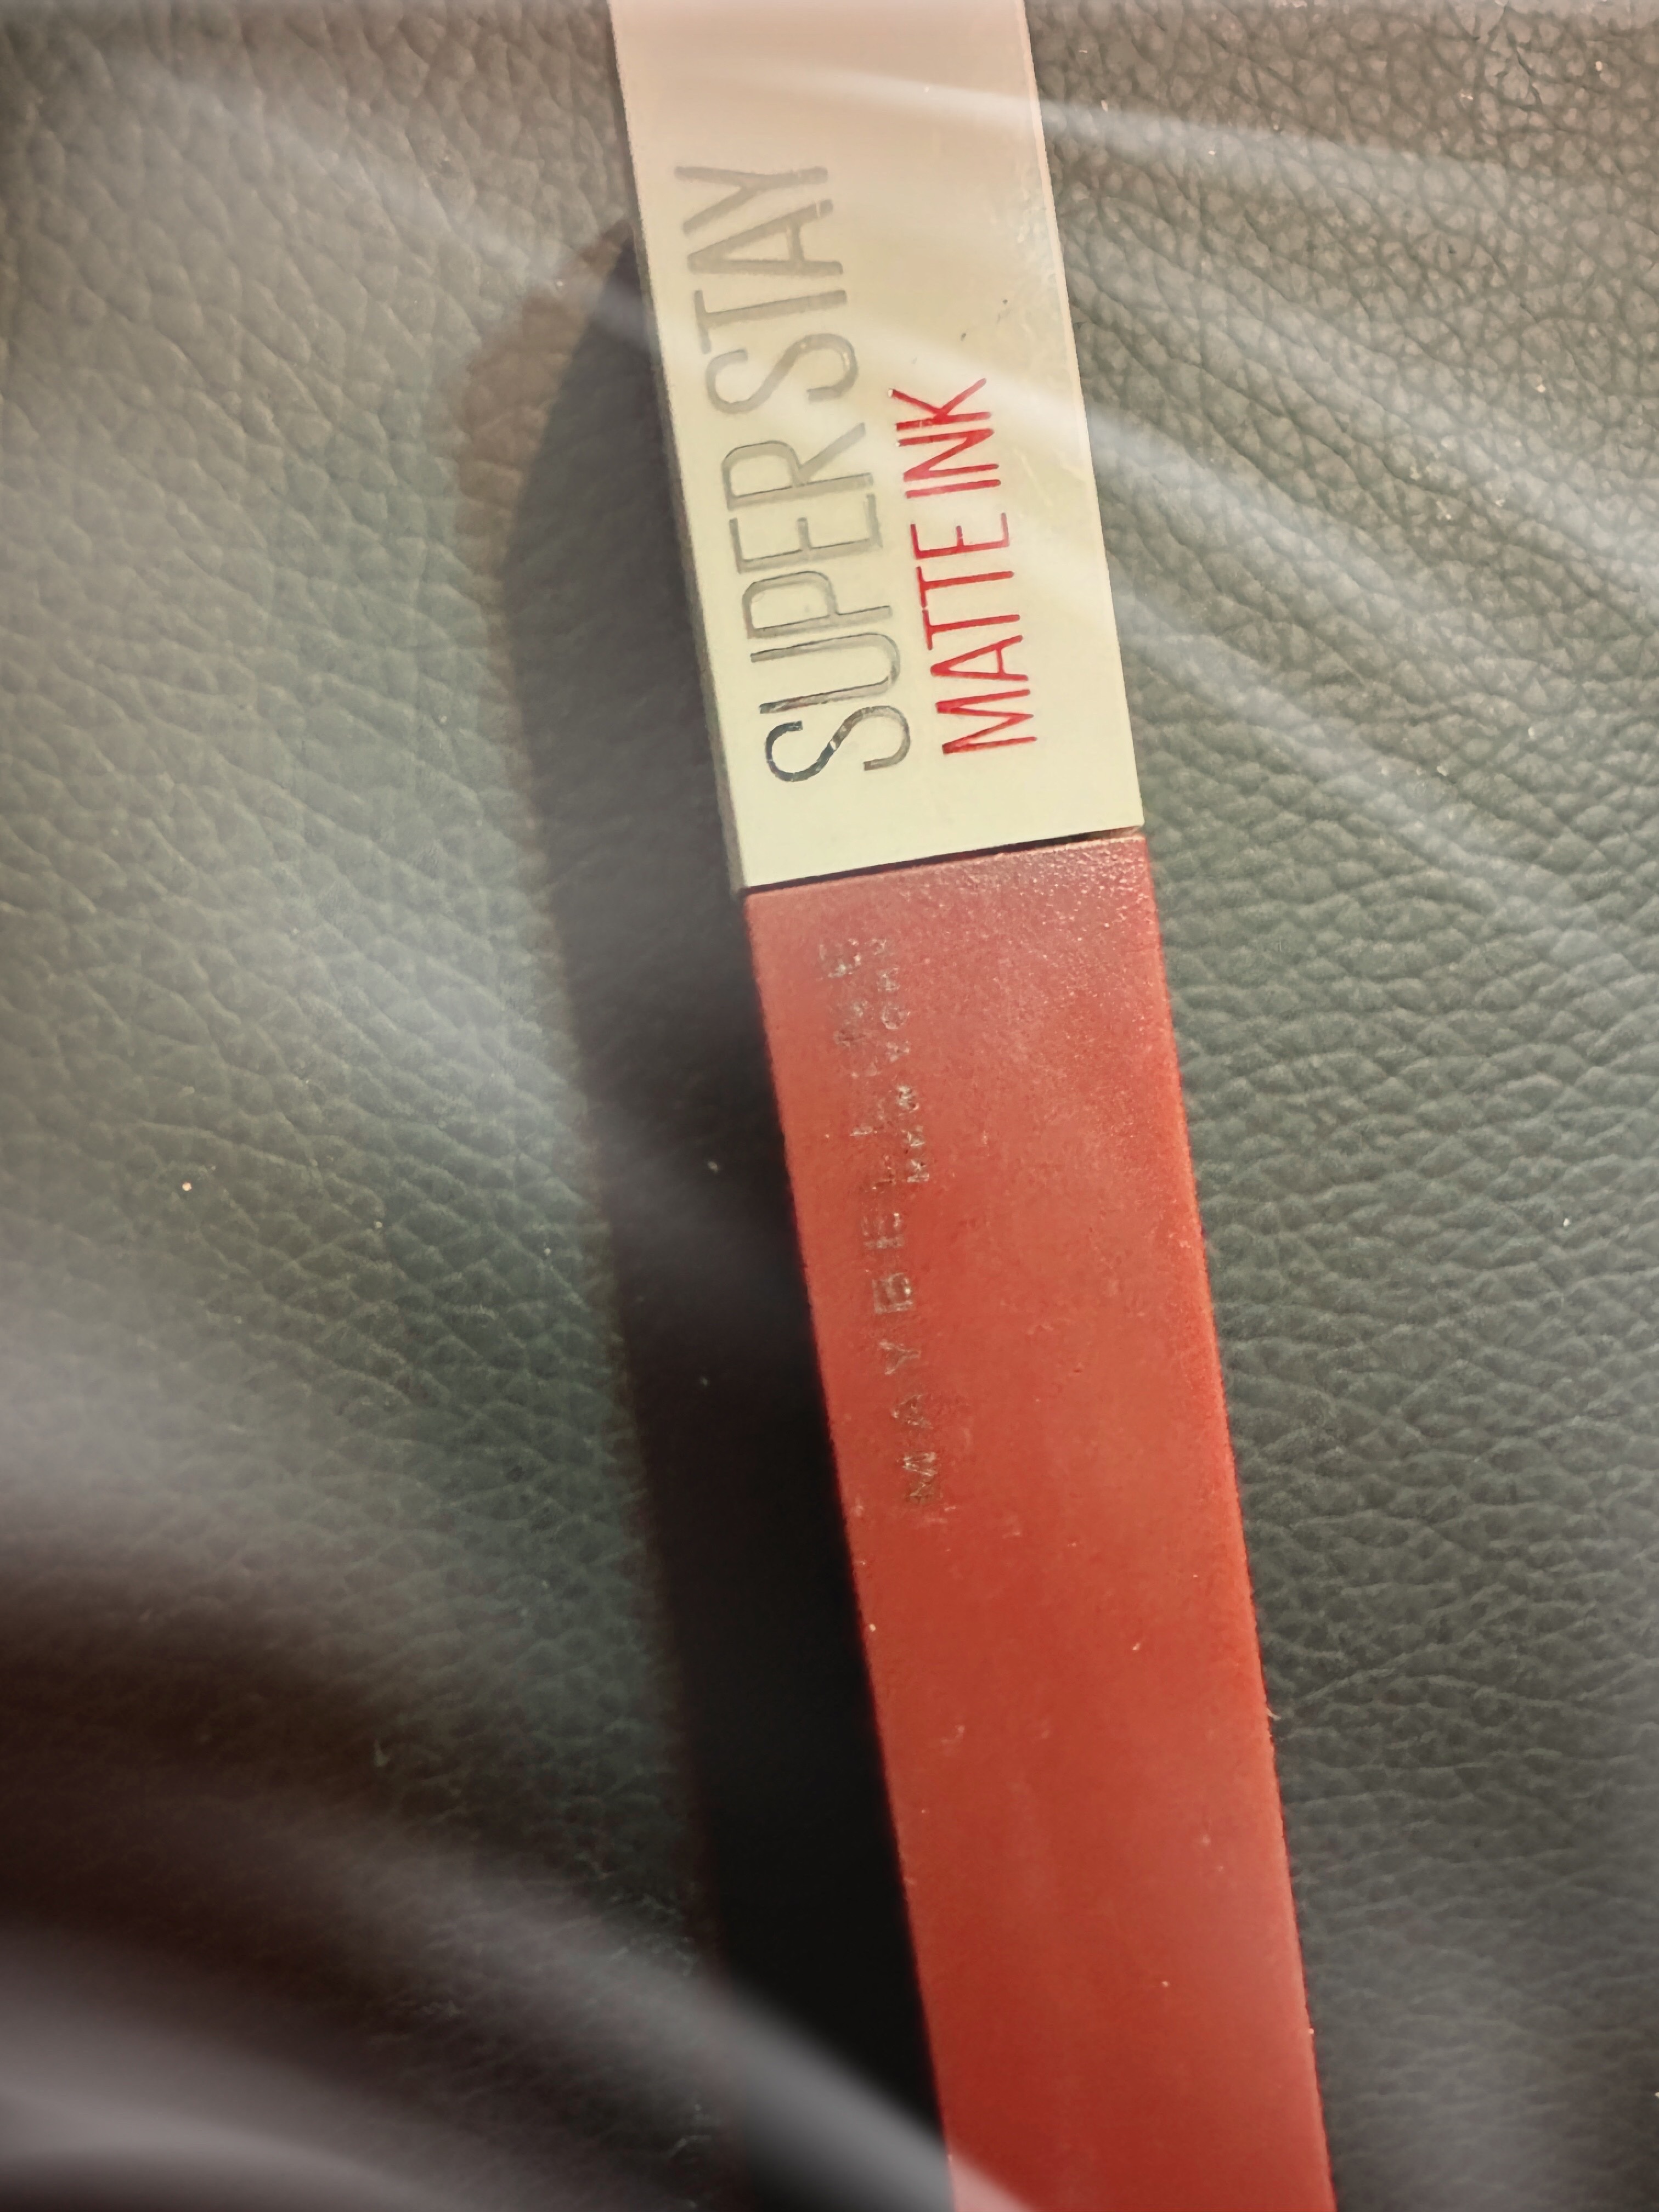 SUPER STAY
MATTE INK
MAYBELLINE
NEW YORK